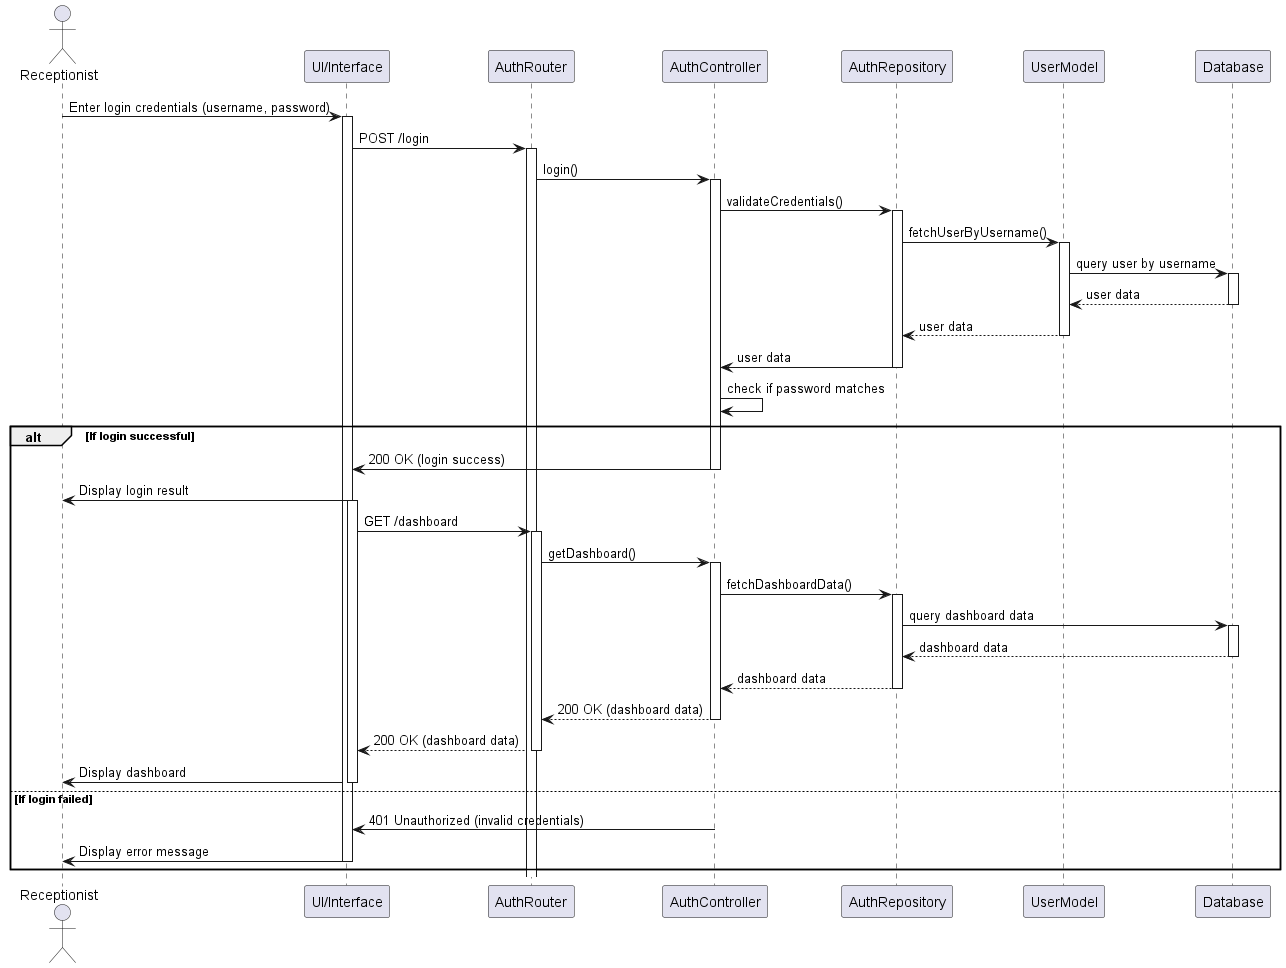 Receptionist
UI/Interface
AuthRouter
AuthController
AuthRepository
UserModel
Database
Enter login credentials (username, password)
POST /login
login()
validateCredentials()
fetchUserByUsername()
query user by username
user data
user data
user data
check if password matches
alt
[If login successful]
200 OK (login success)
Display login result
GET /dashboard
getDashboard()
fetchDashboardData()
query dashboard data
dashboard data
dashboard data
200 OK (dashboard data)
200 OK (dashboard data)
Display dashboard
[If login failed]
401 Unauthorized (invalid credentials)
Display error message
Receptionist
UI/Interface
AuthRouter
AuthController
AuthRepository
UserModel
Database